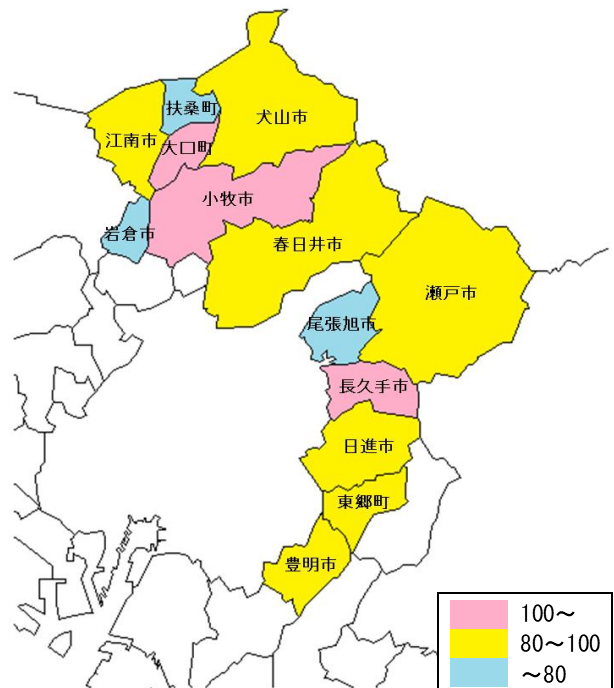 扶桑町
犬山市
江南市
大口町
小牧市
岩倉市
春日井市
瀬戸市
尾張旭市
長久手市
日進市
東郷町
豊明市
100～
80～100
～80